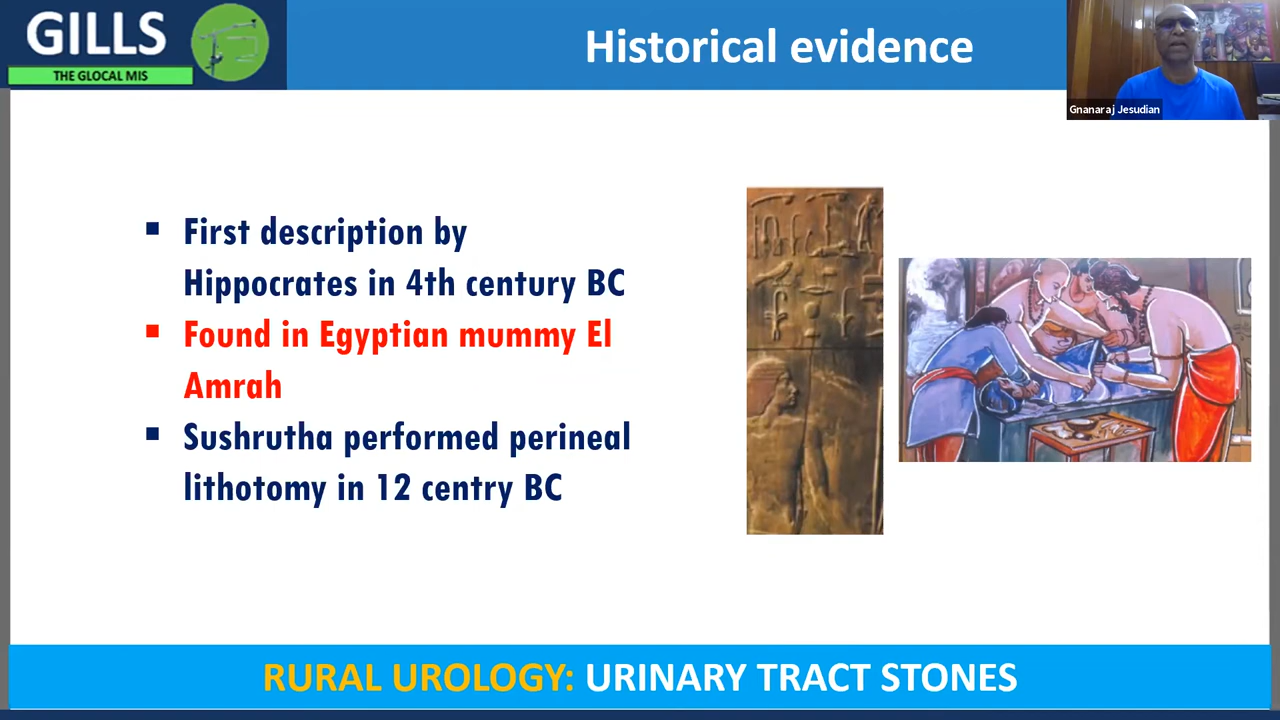 GILLS
THE GLOCAL MIS
Historical evidence
Gnanaraj Jesudian
▪ First description by
Hippocrates in 4th century BC
▪ Found in Egyptian mummy El
Amrah
▪ Sushrutha performed perineal
lithotomy in 12 centry BC
RURAL UROLOGY: URINARY TRACT STONES